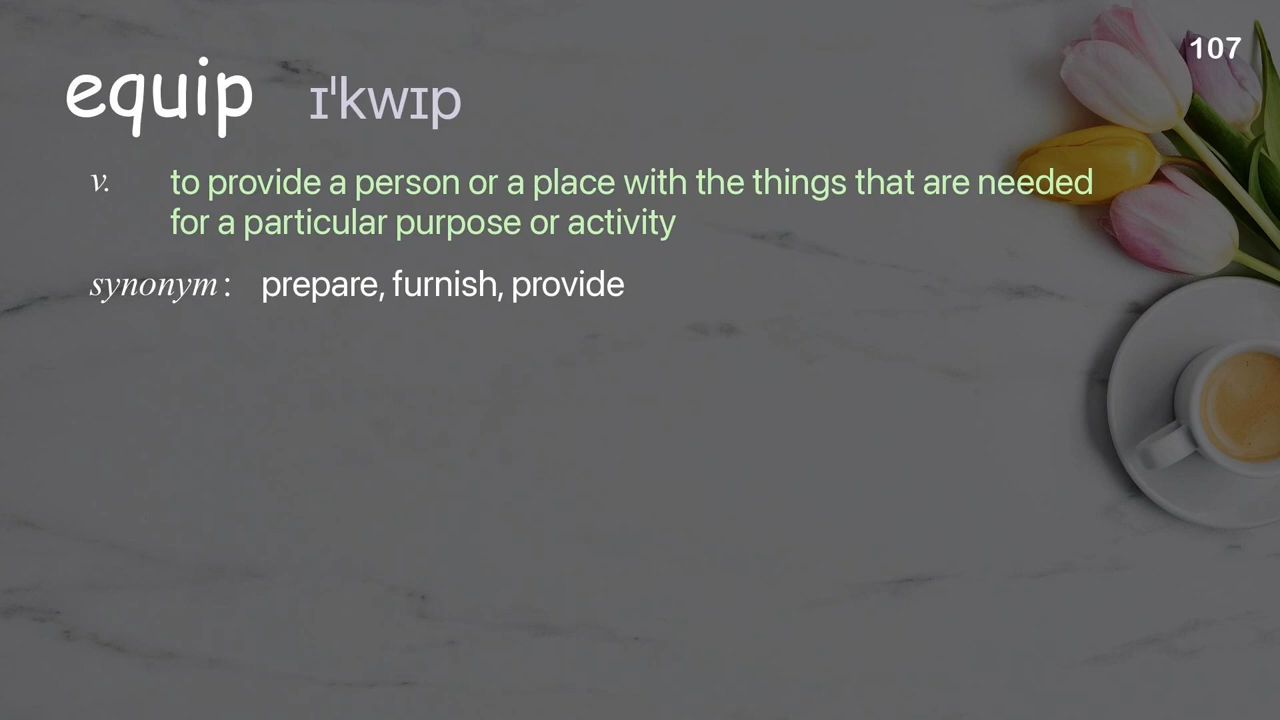 107
equip ɪˈkwɪp
v. to provide a person or a place with the things that are needed
for a particular purpose or activity
synonym: prepare, furnish, provide